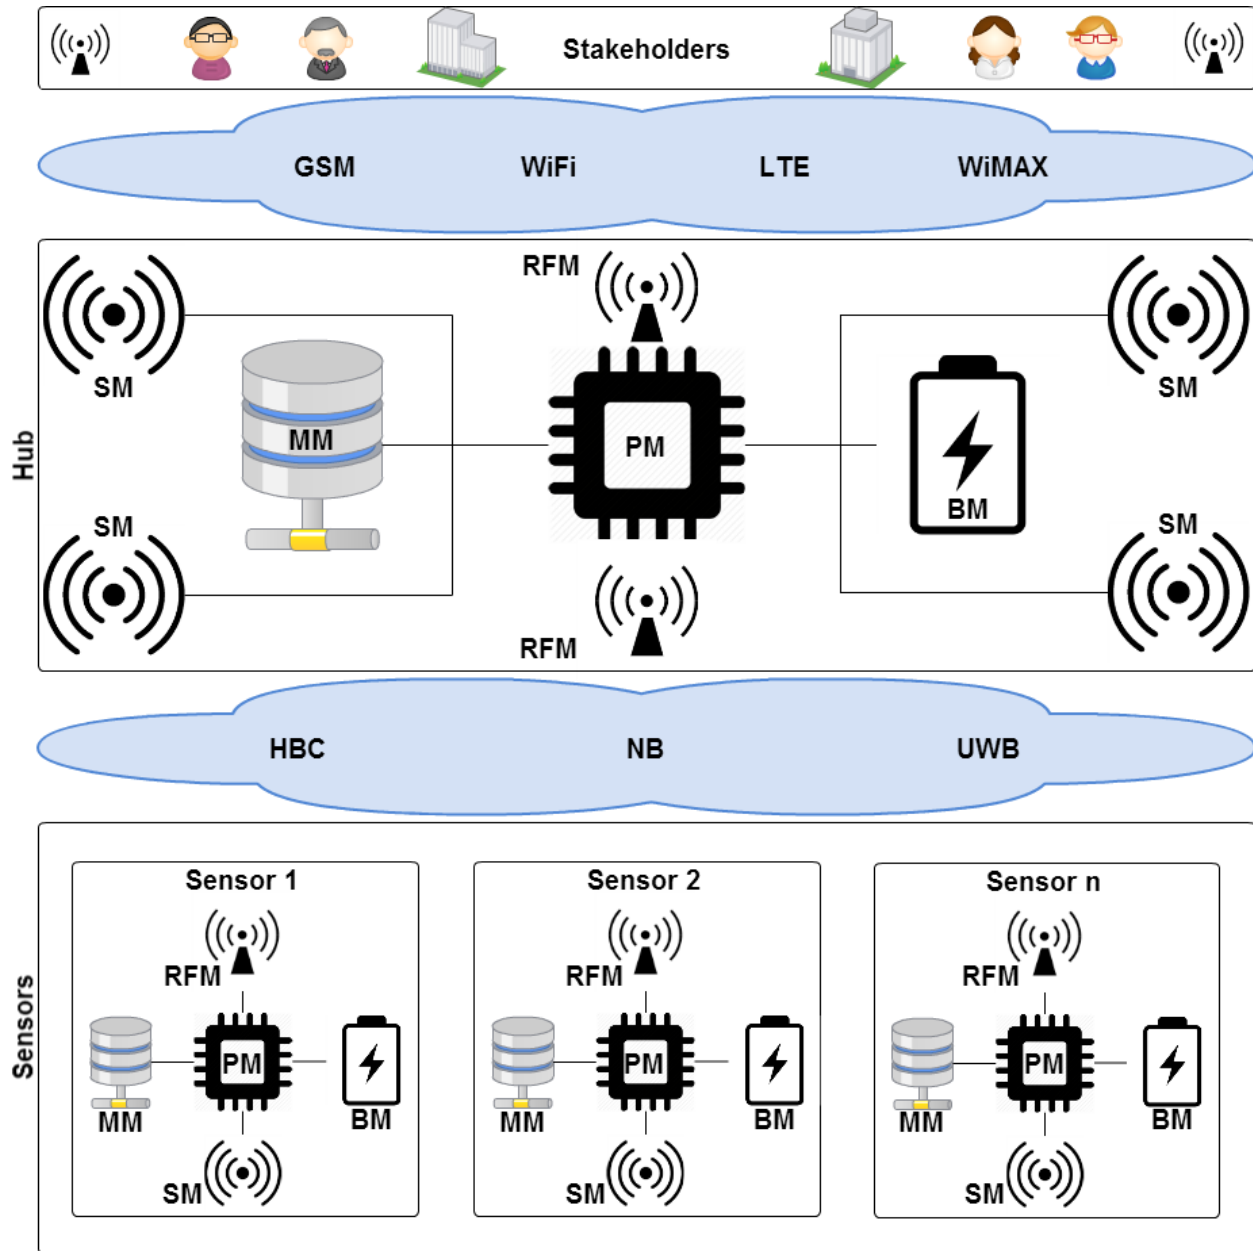 Stakeholders
GSM WiFi LTE WiMAX
Hub
RFM
SM SM
MM PM BM
SM SM
RFM
HBC NB UWB
Sensors
Sensor 1 Sensor 2 Sensor n
RFM RFM RFM
PM PM PM
MM BM MM BM MM BM
SM SM SM